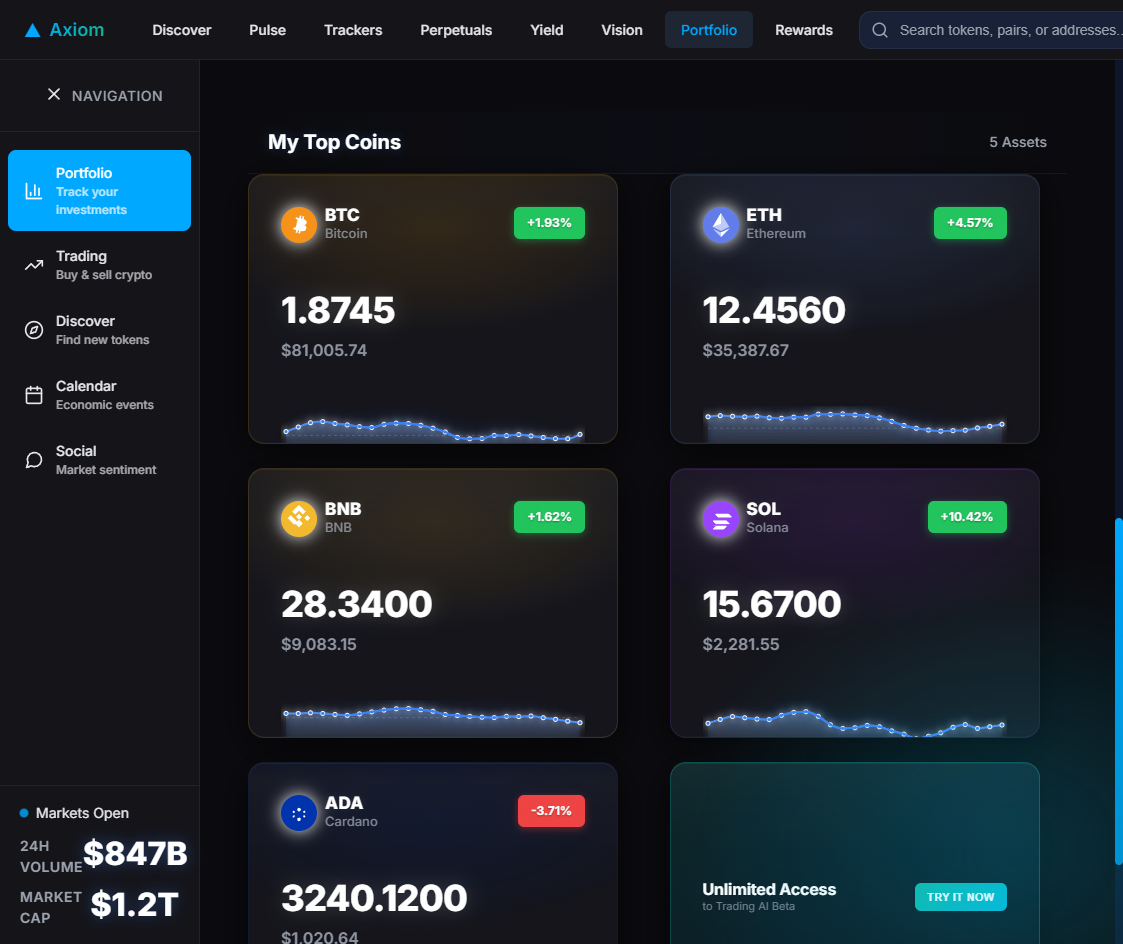 Axiom
Discover
Pulse
Trackers
Perpetuals
Yield
Vision
Portfolio
Rewards
Search tokens, pairs, or addresses...
NAVIGATION
Portfolio
Track your
investments
Trading
Buy & sell crypto
Discover
Find new tokens
Calendar
Economic events
Social
Market sentiment
Markets Open
24H
VOLUME
$847B
MARKET
CAP
$1.2T
My Top Coins
5 Assets
BTC
Bitcoin
+1.93%
1.8745
$81,005.74
ETH
Ethereum
+4.57%
12.4560
$35,387.67
BNB
BNB
+1.62%
28.3400
$9,083.15
SOL
Solana
+10.42%
15.6700
$2,281.55
ADA
Cardano
-3.71%
3240.1200
$1,020.64
Unlimited Access
to Trading AI Beta
TRY IT NOW